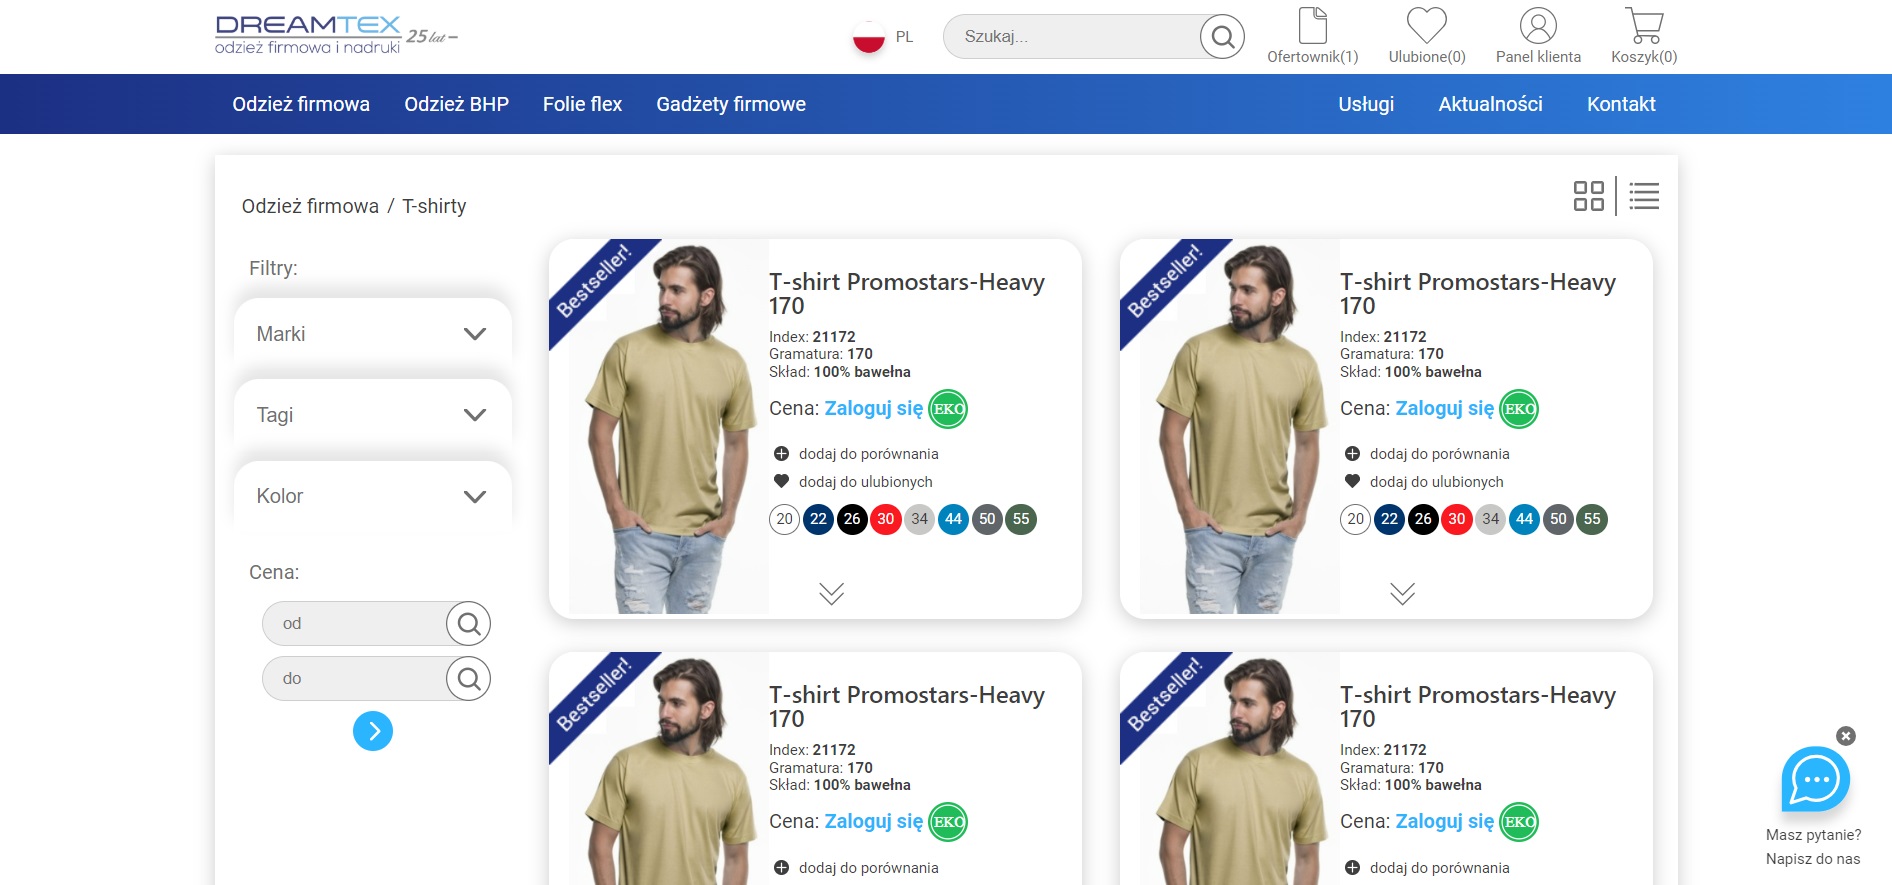 DREAMTEX 25 lat
odzież firmowa i nadruki
PL
Szukaj...
Ofertownik(1)
Ulubione(0)
Panel klienta
Koszyk(0)
Odzież firmowa
Odzież BHP
Folie flex
Gadżety firmowe
Usługi
Aktualności
Kontakt
Odzież firmowa / T-shirty
Filtry:
Marki
Tagi
Kolor
Cena:
od
do
Bestseller!
T-shirt Promostars-Heavy
170
Index: 21172
Gramatura: 170
Skład: 100% bawełna
Cena: Zaloguj się EKO
dodaj do porównania
dodaj do ulubionych
20 22 26 30 34 44 50 55
Bestseller!
T-shirt Promostars-Heavy
170
Index: 21172
Gramatura: 170
Skład: 100% bawełna
Cena: Zaloguj się EKO
dodaj do porównania
dodaj do ulubionych
20 22 26 30 34 44 50 55
Bestseller!
T-shirt Promostars-Heavy
170
Index: 21172
Gramatura: 170
Skład: 100% bawełna
Cena: Zaloguj się EKO
dodaj do porównania
Bestseller!
T-shirt Promostars-Heavy
170
Index: 21172
Gramatura: 170
Skład: 100% bawełna
Cena: Zaloguj się EKO
dodaj do porównania
Masz pytanie?
Napisz do nas